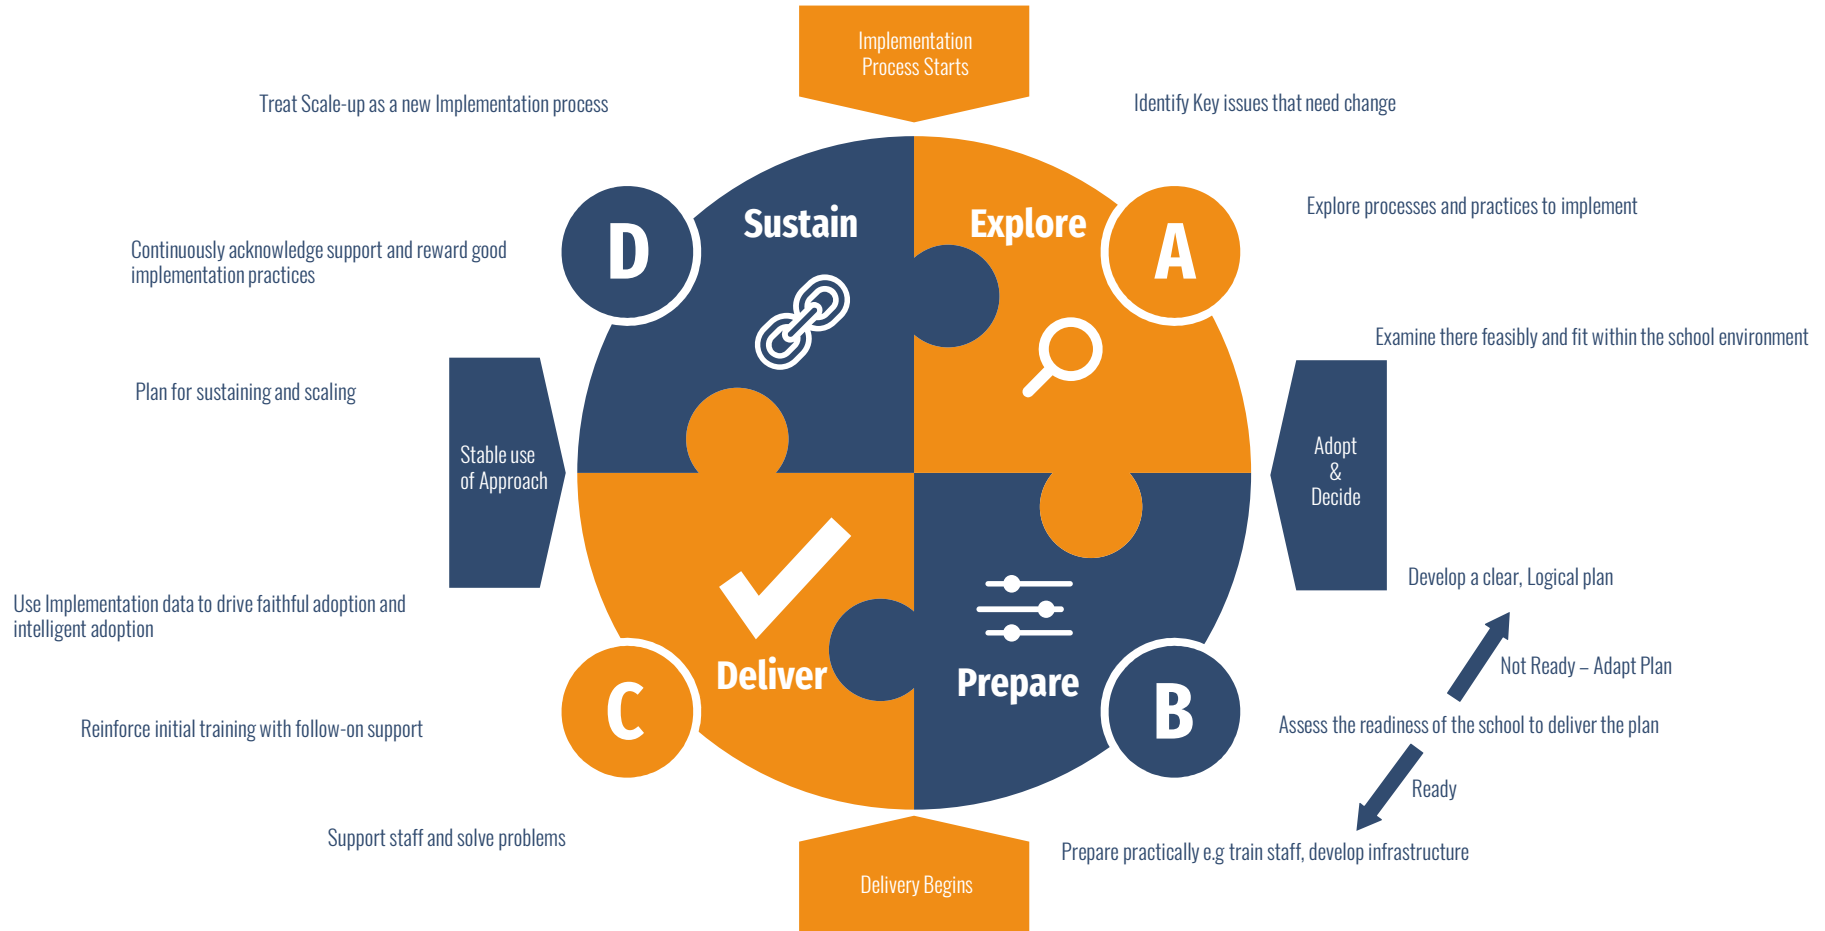 Implementation
Process Starts
Treat Scale-up as a new Implementation process
Identify Key issues that need change
Sustain
Explore
D
A
Explore processes and practices to implement
Continuously acknowledge support and reward good
implementation practices
Examine there feasibly and fit within the school environment
Plan for sustaining and scaling
Stable use
of Approach
Adopt
&
Decide
Develop a clear, Logical plan
Use Implementation data to drive faithful adoption and
intelligent adoption
Not Ready – Adapt Plan
Deliver
Prepare
C
B
Assess the readiness of the school to deliver the plan
Reinforce initial training with follow-on support
Ready
Support staff and solve problems
Prepare practically e.g train staff, develop infrastructure
Delivery Begins